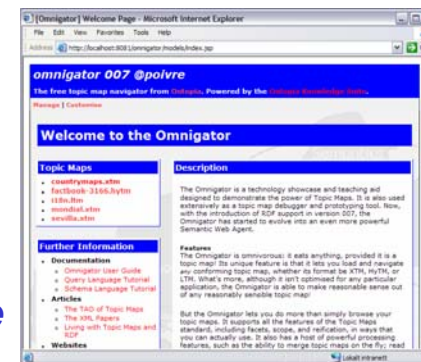 [Omnigator] Welcome Page - Microsoft Internet Explorer
File Edit View Favorites Tools Help
Address http://localhost:8081/omnigator/models/index.jsp
omnigator 007 @poivre
The free topic map navigator from Ontopia, Powered by the Ontopia Knowledge Suite.
Manage | Customise
Welcome to the Omnigator
Topic Maps
countrymaps.xtm
factbook-3166.hytm
i18n.ltm
mondial.xtm
sevilla.xtm
Further Information
Documentation
Omnigator User Guide
Query Language Tutorial
Schema Language Tutorial
Articles
The TAO of Topic Maps
The XML Papers
Living with Topic Maps and
RDF
Websites
Description
The Omnigator is a technology showcase and teaching aid
designed to demonstrate the power of Topic Maps. It is also used
extensively as a topic map debugger and prototyping tool. Now,
with the introduction of RDF support in version 007, the
Omnigator has started to evolve into an even more powerful
Semantic Web Agent.
Features
The Omnigator is omnivorous: it eats anything, provided it is a
topic map! Its unique feature is that it lets you load and navigate
any conforming topic map, whether its format be XTM, HyTM, or
LTM. What's more, although it isn't optimised for any particular
application, the Omnigator is able to make reasonable sense out
of any reasonably sensible topic map!
But the Omnigator lets you do more than simply browse your
topic maps. It supports all the features of the Topic Maps
standard, including facets, scope, and reification, in ways that
you can actually use. It also has a host of powerful processing
features, such as the ability to merge topic maps on the fly; read
Lokalt intranett
e